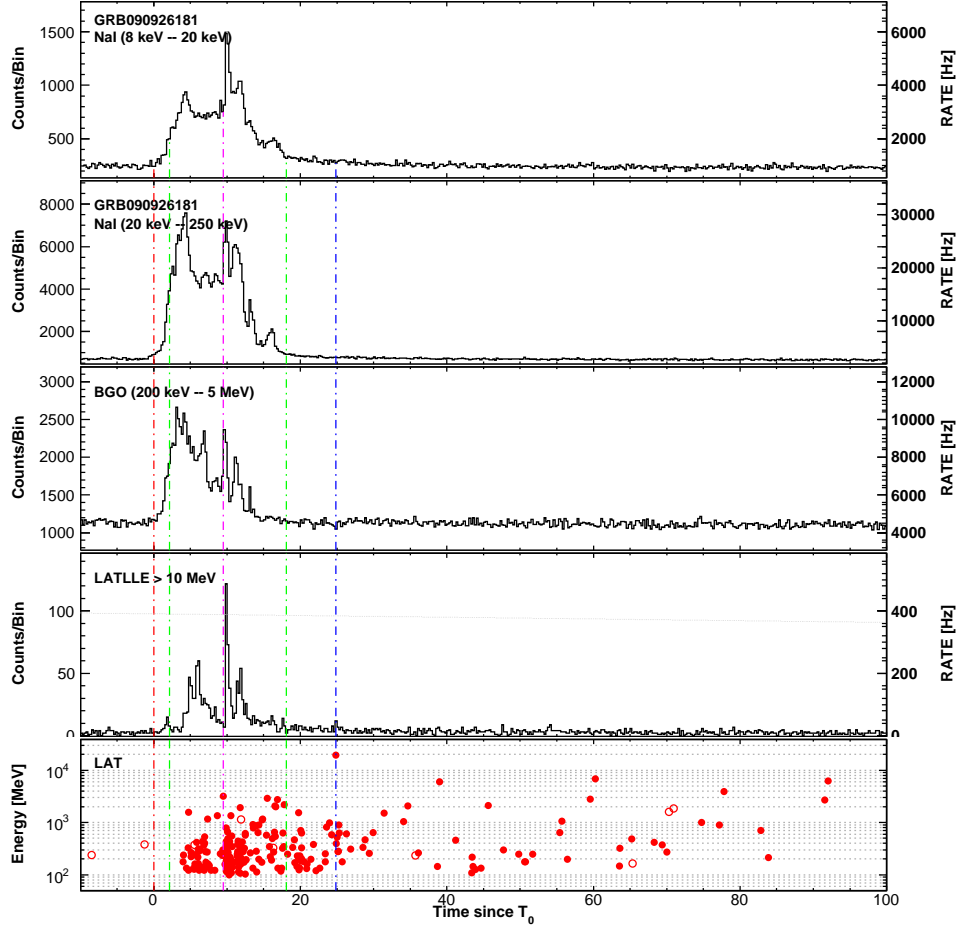 GRB090926181
NaI (8 keV -- 20 keV)
Counts/Bin
RATE [Hz]
1500
1000
500
6000
4000
2000
GRB090926181
NaI (20 keV -- 250 keV)
Counts/Bin
RATE [Hz]
8000
6000
4000
2000
30000
20000
10000
BGO (200 keV -- 5 MeV)
Counts/Bin
RATE [Hz]
3000
2500
2000
1500
1000
12000
10000
8000
6000
4000
LATLLE > 10 MeV
Counts/Bin
RATE [Hz]
100
50
0
400
200
0
LAT
Energy [MeV]
10^4
10^3
10^2
0 20 40 60 80 100
Time since T_0